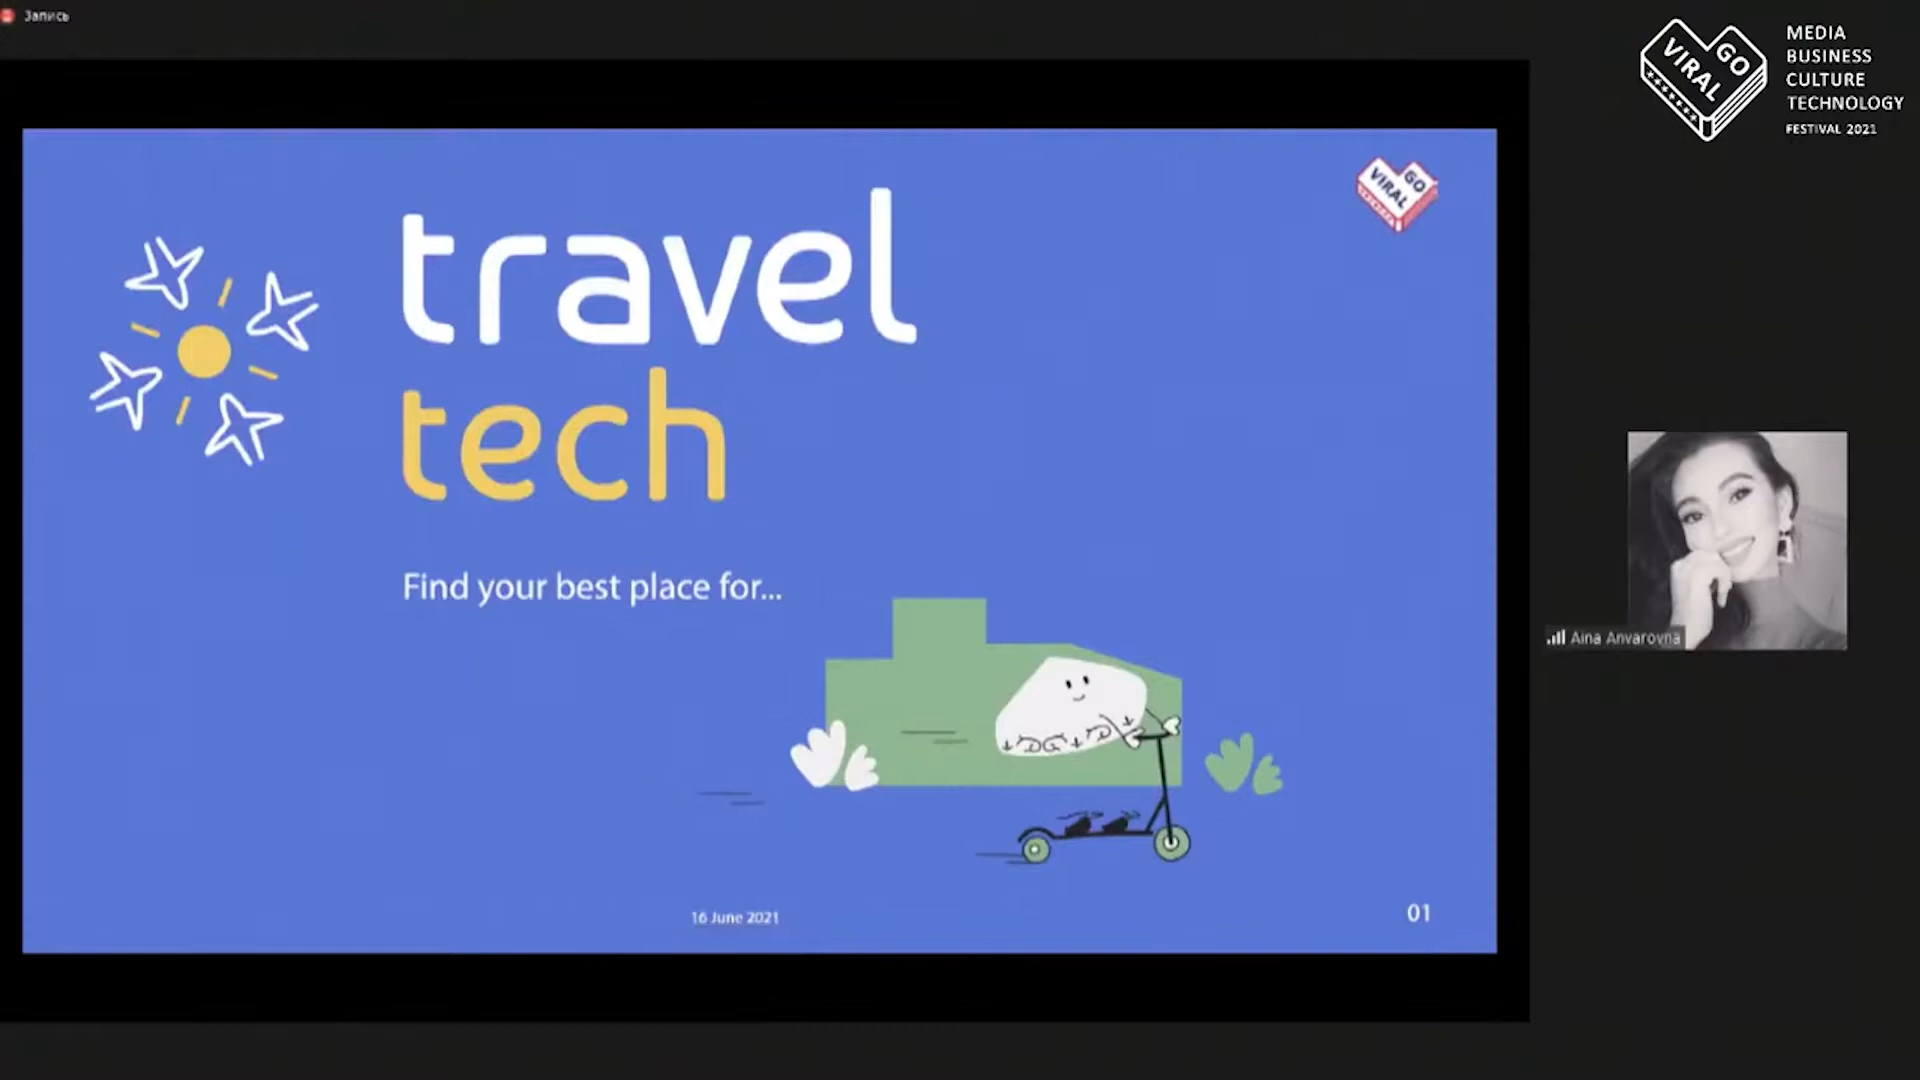 Запись
VIRAL GO
MEDIA
BUSINESS
CULTURE
TECHNOLOGY
FESTIVAL 2021
VIRAL GO
travel
tech
Find your best place for...
Aina Anvarovna
16 June 2021
01